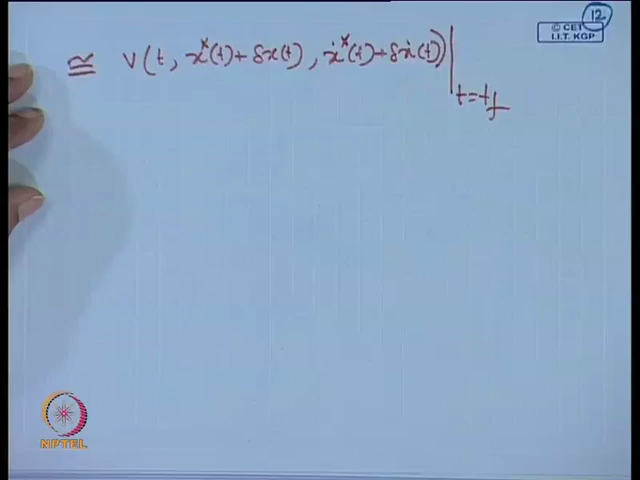 12
© CET
I.I.T. KGP
≅ V(t, x*(t)+δx(t), ẋ*(t)+δẋ(t))|t=tf
NPTEL